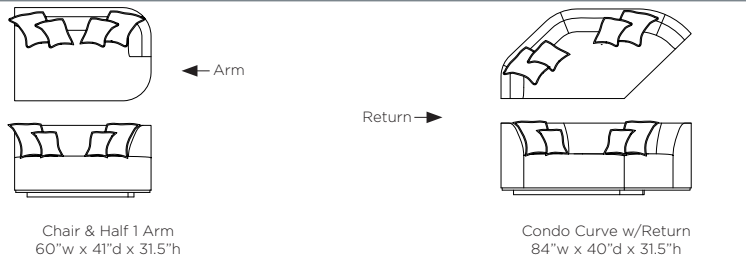 Arm
Return
Chair & Half 1 Arm
60”w x 41”d x 31.5”h
Condo Curve w/Return
84”w x 40”d x 31.5”h